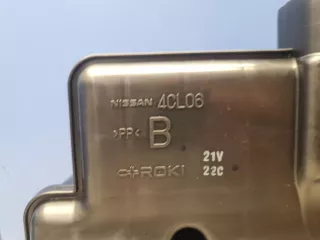 NISSAN 4CL06
>PP< B
ROKI 21V
22C